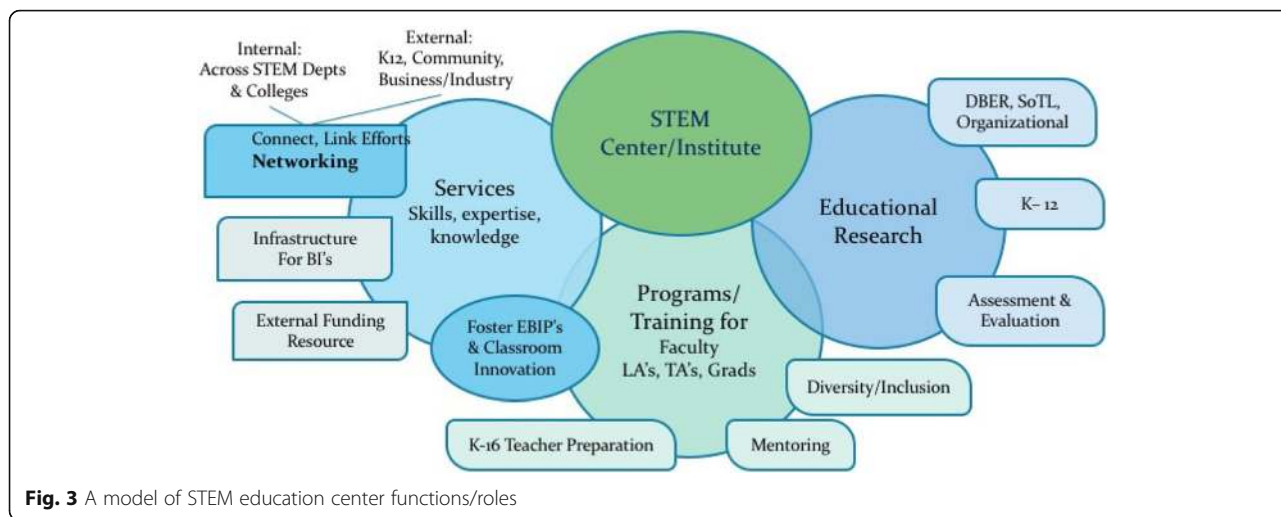 Internal:
Across STEM Depts
& Colleges
External:
K12, Community,
Business/Industry
Connect, Link Efforts
Networking
Services
Skills, expertise,
knowledge
Infrastructure
For BI's
External Funding
Resource
Foster EBIP's
& Classroom
Innovation
STEM
Center/Institute
Programs/
Training for
Faculty
LA's, TA's, Grads
K-16 Teacher Preparation
Mentoring
Diversity/Inclusion
Educational
Research
DBER, SoTL,
Organizational
K– 12
Assessment &
Evaluation
Fig. 3 A model of STEM education center functions/roles